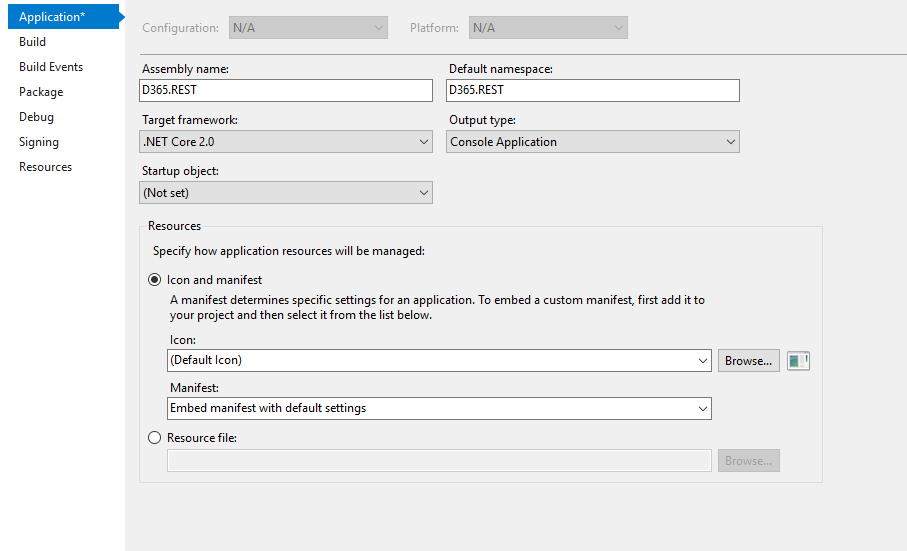 Application*
Build
Build Events
Package
Debug
Signing
Resources
Configuration: N/A Platform: N/A
Assembly name: Default namespace:
D365.REST D365.REST
Target framework: Output type:
.NET Core 2.0 Console Application
Startup object:
(Not set)
Resources
Specify how application resources will be managed:
Icon and manifest
A manifest determines specific settings for an application. To embed a custom manifest, first add it to
your project and then select it from the list below.
Icon:
(Default Icon) Browse...
Manifest:
Embed manifest with default settings
Resource file:
Browse...